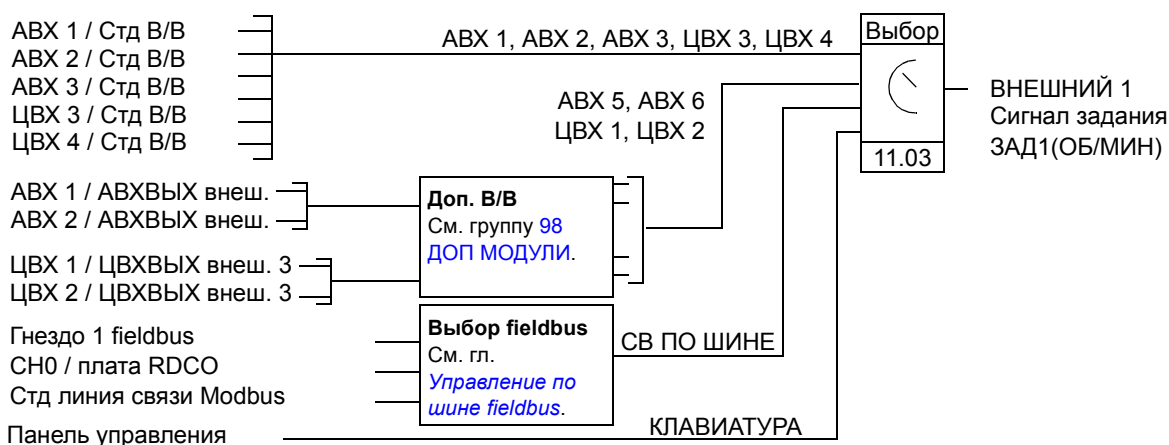 АВХ 1 / Стд В/В
АВХ 2 / Стд В/В
АВХ 3 / Стд В/В
ЦВХ 3 / Стд В/В
ЦВХ 4 / Стд В/В
АВХ 1, АВХ 2, АВХ 3, ЦВХ 3, ЦВХ 4
Выбор
11.03
ВНЕШНИЙ 1
Сигнал задания
ЗАД1(ОБ/МИН)
АВХ 5, АВХ 6
ЦВХ 1, ЦВХ 2
АВХ 1 / АВХВЫХ внеш.
АВХ 2 / АВХВЫХ внеш.
ЦВХ 1 / ЦВХВЫХ внеш. 3
ЦВХ 2 / ЦВХВЫХ внеш. 3
Доп. В/В
См. группу 98
ДОП МОДУЛИ.
Гнездо 1 fieldbus
CH0 / плата RDCO
Стд линия связи Modbus
Выбор fieldbus
См. гл.
Управление по
шине fieldbus.
СВ ПО ШИНЕ
Панель управления
КЛАВИАТУРА